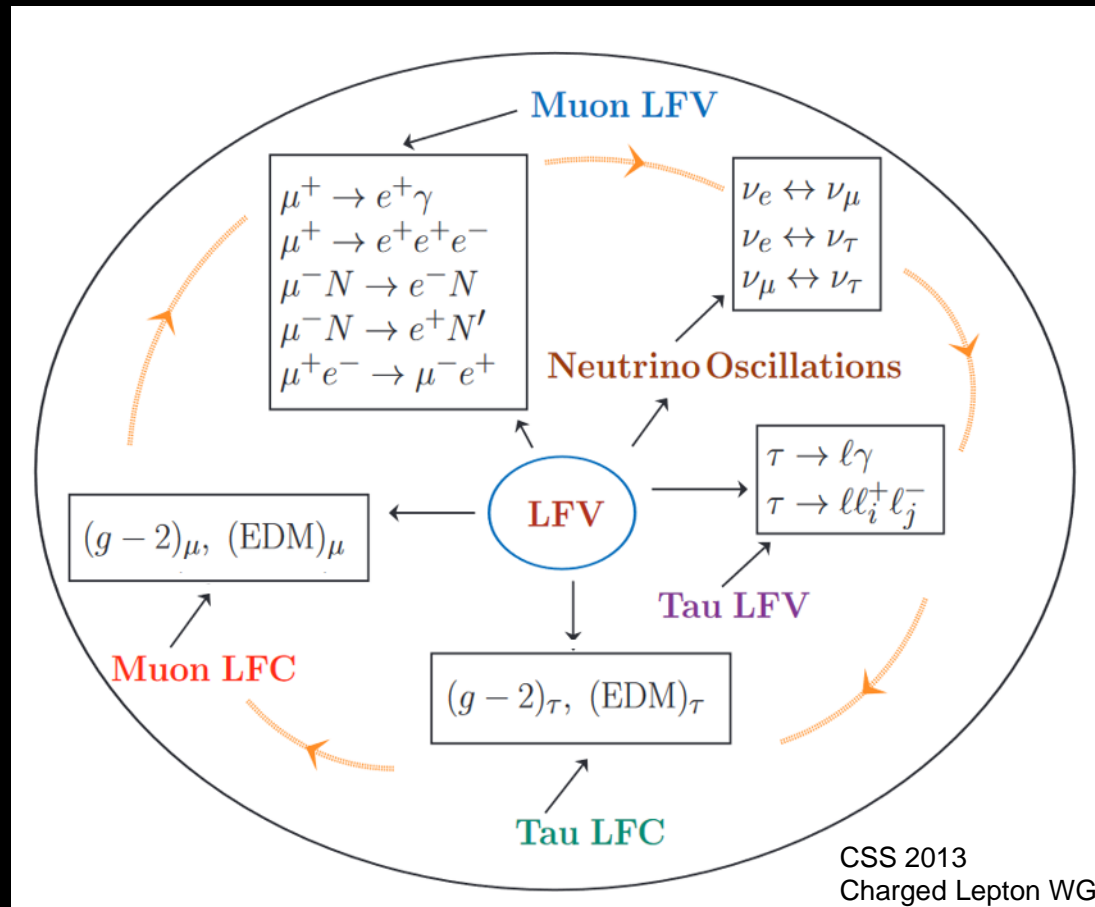 Muon LFV
μ⁺ → e⁺γ
μ⁺ → e⁺e⁺e⁻
μ⁻N → e⁻N
μ⁻N → e⁺N′
μ⁺e⁻ → μ⁻e⁺
νₑ ↔ ν_μ
νₑ ↔ ν_τ
ν_μ ↔ ν_τ
Neutrino Oscillations
τ → ℓγ
τ → ℓℓᵢ⁺ℓⱼ⁻
LFV
(g − 2)_μ, (EDM)_μ
Tau LFV
Muon LFC
(g − 2)_τ, (EDM)_τ
Tau LFC
CSS 2013
Charged Lepton WG